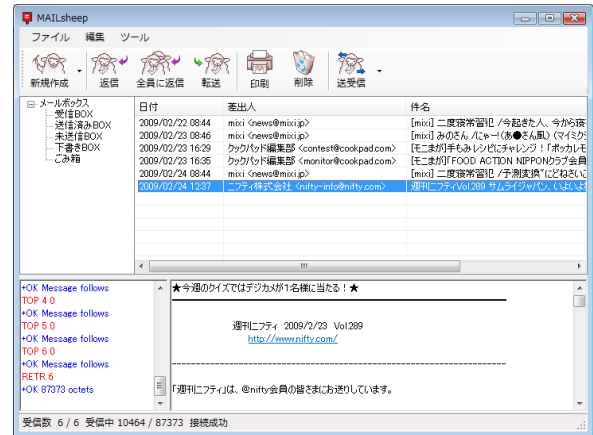 MAILsheep
ファイル 編集 ツール
新規作成 返信 全員に返信 転送 印刷 削除 送受信
メールボックス
受信BOX
送信済みBOX
未送信BOX
下書きBOX
ごみ箱
日付 差出人 件名
2009/02/22 08:44 mixi <news@mixi.jp> [mixi] 二度寝常習犯 /今起きた人、今から寝
2009/02/23 08:46 mixi <news@mixi.jp> [mixi] みのさん /にゃー!(あ●さん風) (マイミク
2009/02/23 16:29 クックパッド編集部 <contest@cookpad.com> [モニまが]手もみレシピにチャレンジ!「ポッカレモ
2009/02/23 16:35 クックパッド編集部 <monitor@cookpad.com> [モニまが]「FOOD ACTION NIPPONクラブ会員
2009/02/24 08:44 mixi <news@mixi.jp> [mixi] 二度寝常習犯 /予測変換"(どねさいこ
2009/02/24 12:37 ニフティ株式会社 <nifty-info@nifty.com> 週刊ニフティVol.289 サムライジャパン、いよいよ
+OK Message follows
TOP 4 0
+OK Message follows
TOP 5 0
+OK Message follows
TOP 6 0
+OK Message follows
RETR 6
+OK 87373 octets
★今週のクイズではデジカメが1名様に当たる!★
週刊ニフティ 2009/2/23 Vol.289
http://www.nifty.com/
「週刊ニフティ」は、@nifty会員の皆さまにお送りしています。
受信数 6 / 6 受信中 10464 / 87373 接続成功